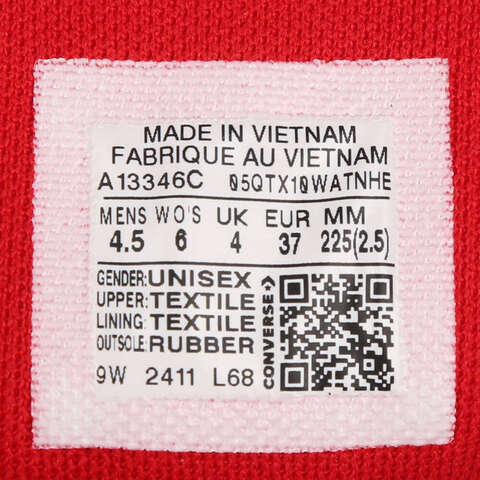 MADE IN VIETNAM
FABRIQUE AU VIETNAM
A13346C 05QTX10WATNHE
MENS WO'S UK EUR MM
4.5 6 4 37 225(2.5)
GENDER:UNISEX
UPPER:TEXTILE
LINING:TEXTILE
OUTSOLE:RUBBER
9W 2411 L68
CONVERSE